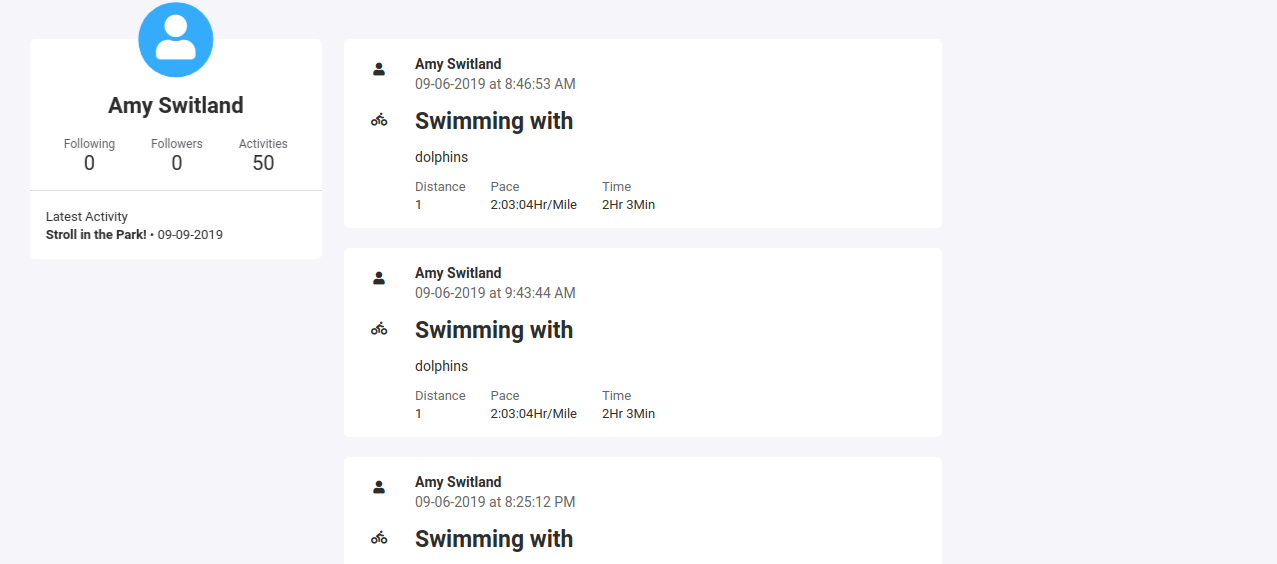 Amy Switland
Following Followers Activities
0 0 50
Latest Activity
Stroll in the Park! • 09-09-2019
Amy Switland
09-06-2019 at 8:46:53 AM
Swimming with
dolphins
Distance Pace Time
1 2:03:04Hr/Mile 2Hr 3Min
Amy Switland
09-06-2019 at 9:43:44 AM
Swimming with
dolphins
Distance Pace Time
1 2:03:04Hr/Mile 2Hr 3Min
Amy Switland
09-06-2019 at 8:25:12 PM
Swimming with